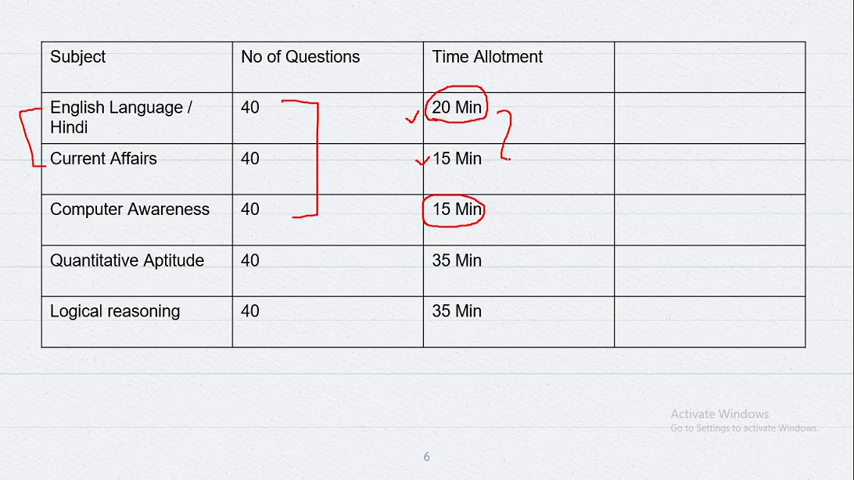 Subject No of Questions Time Allotment
English Language / 40 20 Min
Hindi
Current Affairs 40 15 Min
Computer Awareness 40 15 Min
Quantitative Aptitude 40 35 Min
Logical reasoning 40 35 Min
Activate Windows
Go to Settings to activate Windows.
6